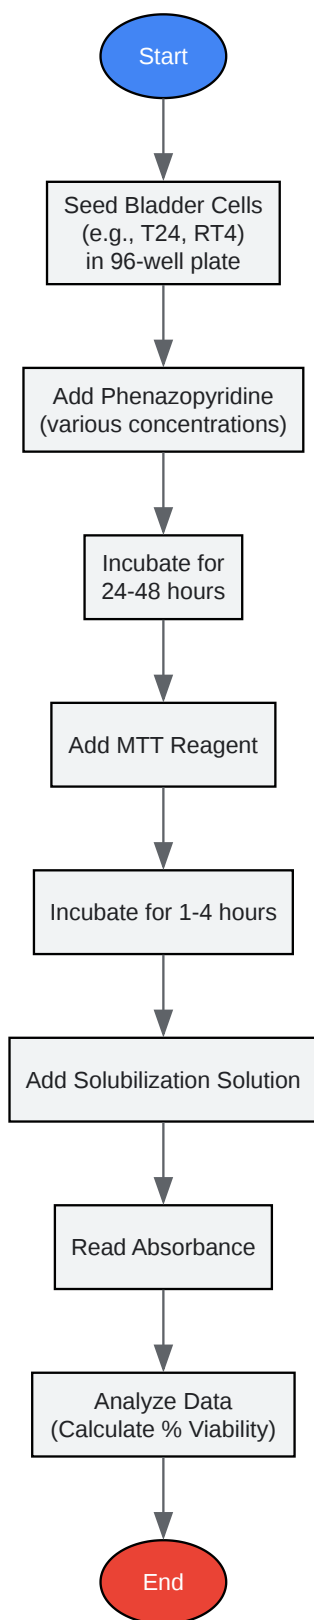 Start
Seed Bladder Cells
(e.g., T24, RT4)
in 96-well plate
Add Phenazopyridine
(various concentrations)
Incubate for
24-48 hours
Add MTT Reagent
Incubate for 1-4 hours
Add Solubilization Solution
Read Absorbance
Analyze Data
(Calculate % Viability)
End